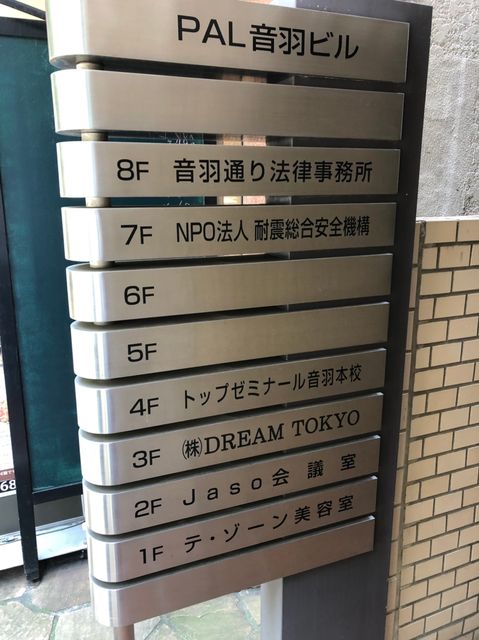 PAL音羽ビル
8F 音羽通り法律事務所
7F NPO法人 耐震総合安全機構
6F
5F
4F トップゼミナール音羽本校
3F ㈱DREAM TOKYO
2F Jaso会議室
1F テ・ゾーン美容室
68